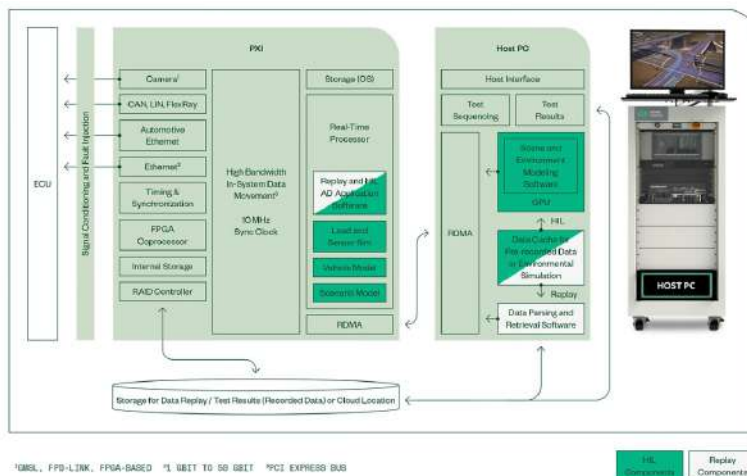 PXI
Host PC
Camera¹
Storage (OS)
Host Interface
CAN, LIN, FlexRay
Test
Sequencing
Test
Results
Automotive
Ethernet
Real-Time
Processor
Ethernet²
Scene and
Environment
Modeling
Software
GPU
ECU
Signal Conditioning and Fault Injection
High Bandwidth
In-System Data
Movement³
10 MHz
Sync Clock
Replay and HIL
AD Application
Software
Timing &
Synchronization
HIL
FPGA
Coprocessor
Load and
Sensor Sim
RDMA
Data Cache for
Pre-recorded Data
or Environmental
Simulation
Internal Storage
Vehicle Model
HOST PC
RAID Controller
Scenario Model
Replay
RDMA
Data Parsing and
Retrieval Software
Storage for Data Replay / Test Results (Recorded Data) or Cloud Location
¹GMSL, FPD-LINK, FPGA-BASED ²1 GBIT TO 50 GBIT ³PCI EXPRESS BUS
HIL
Components
Replay
Components